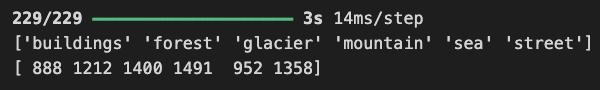 229/229 ━━━━━━━━━━━━━━━━━━━━ 3s 14ms/step
['buildings' 'forest' 'glacier' 'mountain' 'sea' 'street']
[ 888 1212 1400 1491  952 1358]